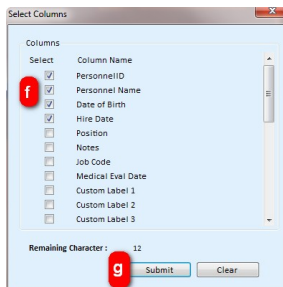 Select Columns
Columns
Select Column Name
f
PersonnelID
Personnel Name
Date of Birth
Hire Date
Position
Notes
Job Code
Medical Eval Date
Custom Label 1
Custom Label 2
Custom Label 3
Remaining Character : 12
g Submit Clear